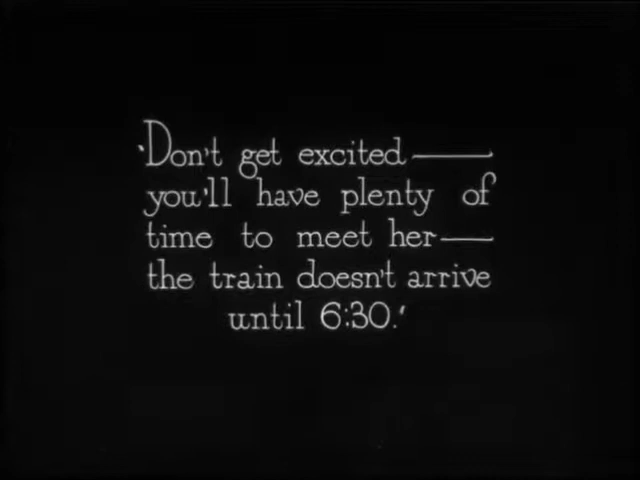 'Don't get excited——
you'll have plenty of
time to meet her—
the train doesn't arrive
until 6:30.'